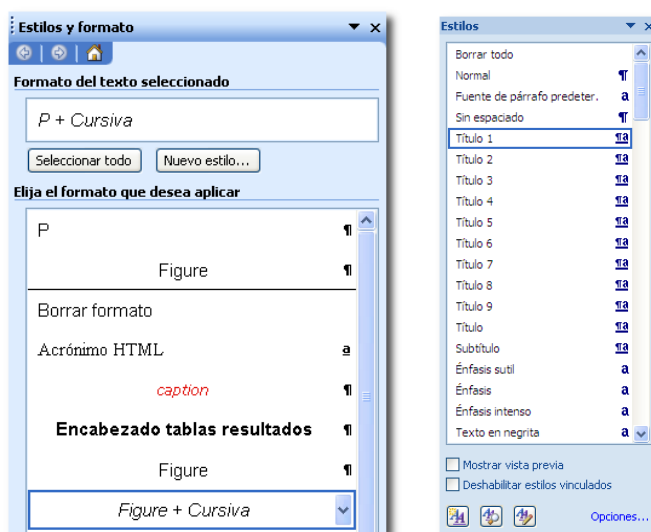 Estilos y formato
Formato del texto seleccionado
P + Cursiva
Seleccionar todo
Nuevo estilo...
Elija el formato que desea aplicar
P ¶
Figure ¶
Borrar formato
Acrónimo HTML a
caption ¶
Encabezado tablas resultados ¶
Figure ¶
Figure + Cursiva
Estilos
Borrar todo
Normal ¶
Fuente de párrafo predeter. a
Sin espaciado ¶
Título 1 ¶a
Título 2 ¶a
Título 3 ¶a
Título 4 ¶a
Título 5 ¶a
Título 6 ¶a
Título 7 ¶a
Título 8 ¶a
Título 9 ¶a
Título ¶a
Subtítulo ¶a
Énfasis sutil a
Énfasis a
Énfasis intenso a
Texto en negrita a
Mostrar vista previa
Deshabilitar estilos vinculados
Opciones...